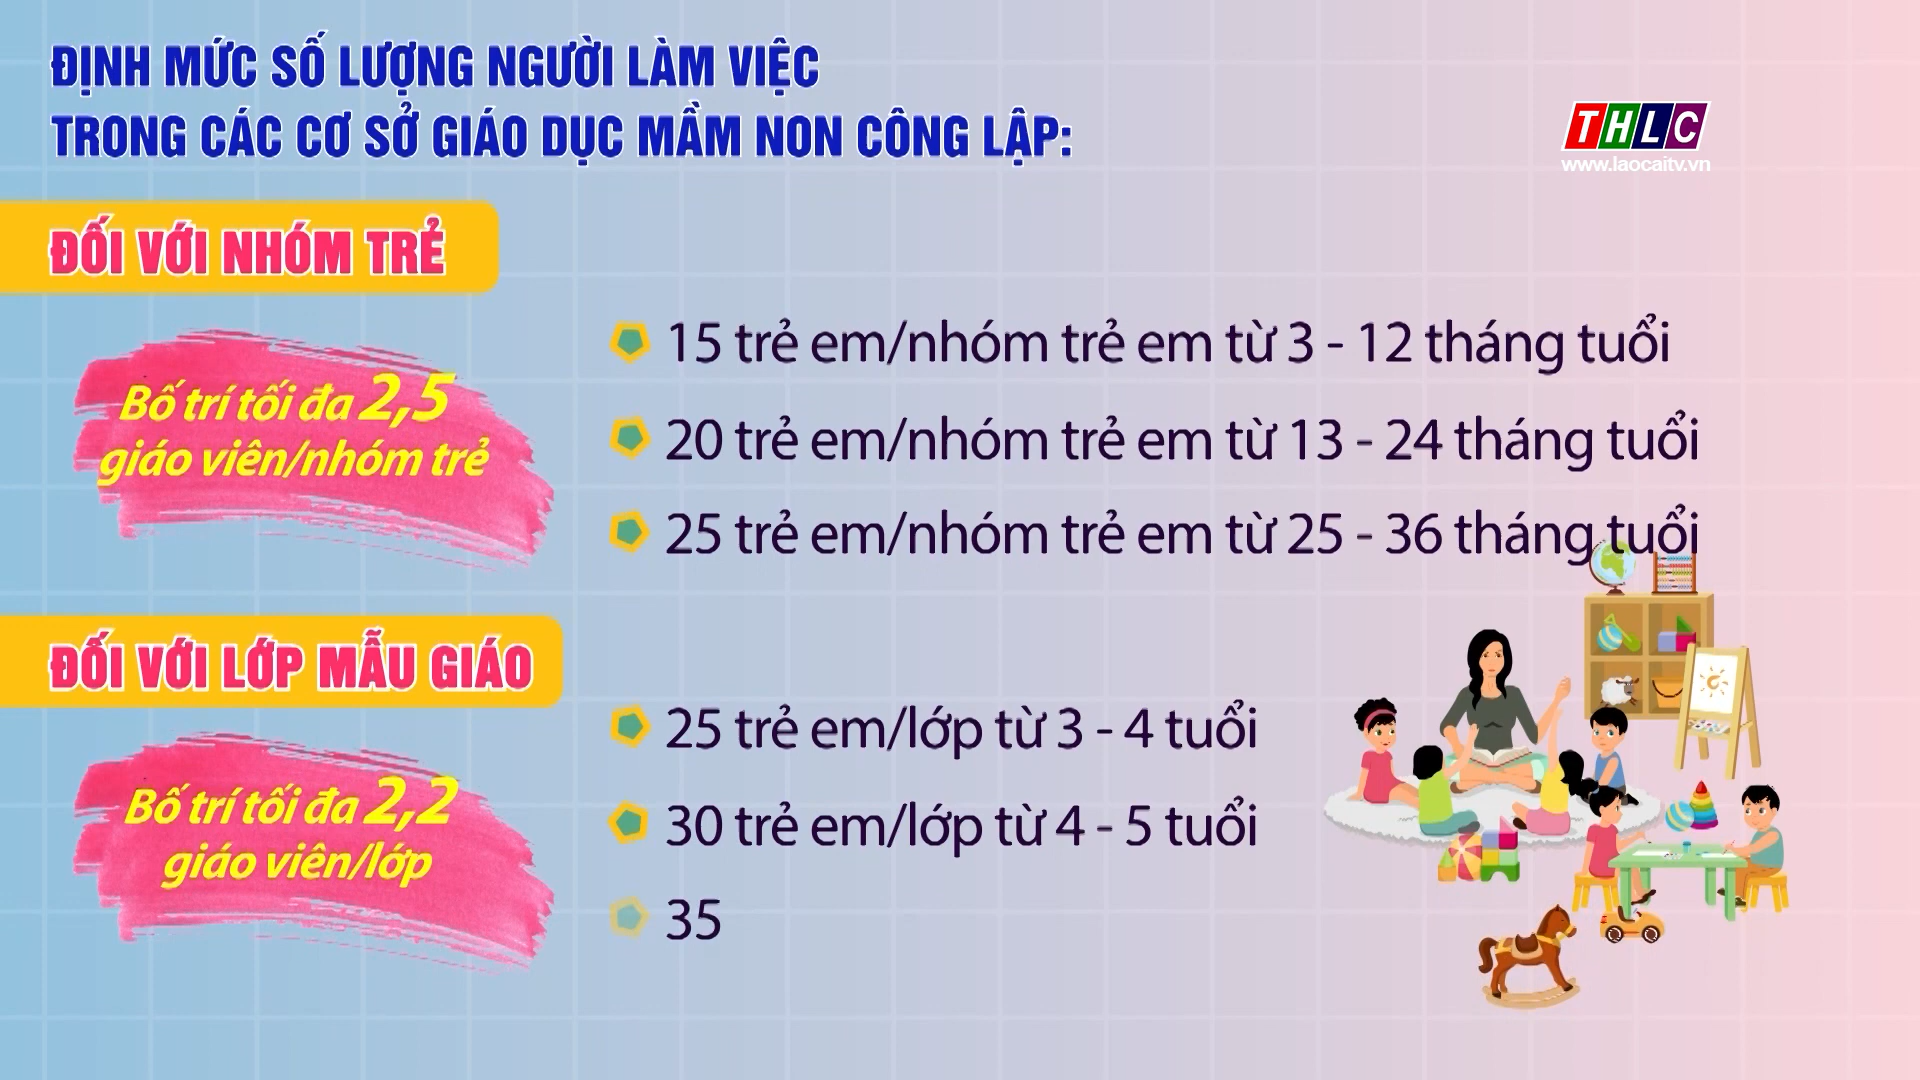 ĐỊNH MỨC SỐ LƯỢNG NGƯỜI LÀM VIỆC
TRONG CÁC CƠ SỞ GIÁO DỤC MẦM NON CÔNG LẬP:
THLC
www.laocaitv.vn
ĐỐI VỚI NHÓM TRẺ
Bố trí tối đa 2,5
giáo viên/nhóm trẻ
15 trẻ em/nhóm trẻ em từ 3 - 12 tháng tuổi
20 trẻ em/nhóm trẻ em từ 13 - 24 tháng tuổi
25 trẻ em/nhóm trẻ em từ 25 - 36 tháng tuổi
ĐỐI VỚI LỚP MẪU GIÁO
Bố trí tối đa 2,2
giáo viên/lớp
25 trẻ em/lớp từ 3 - 4 tuổi
30 trẻ em/lớp từ 4 - 5 tuổi
35